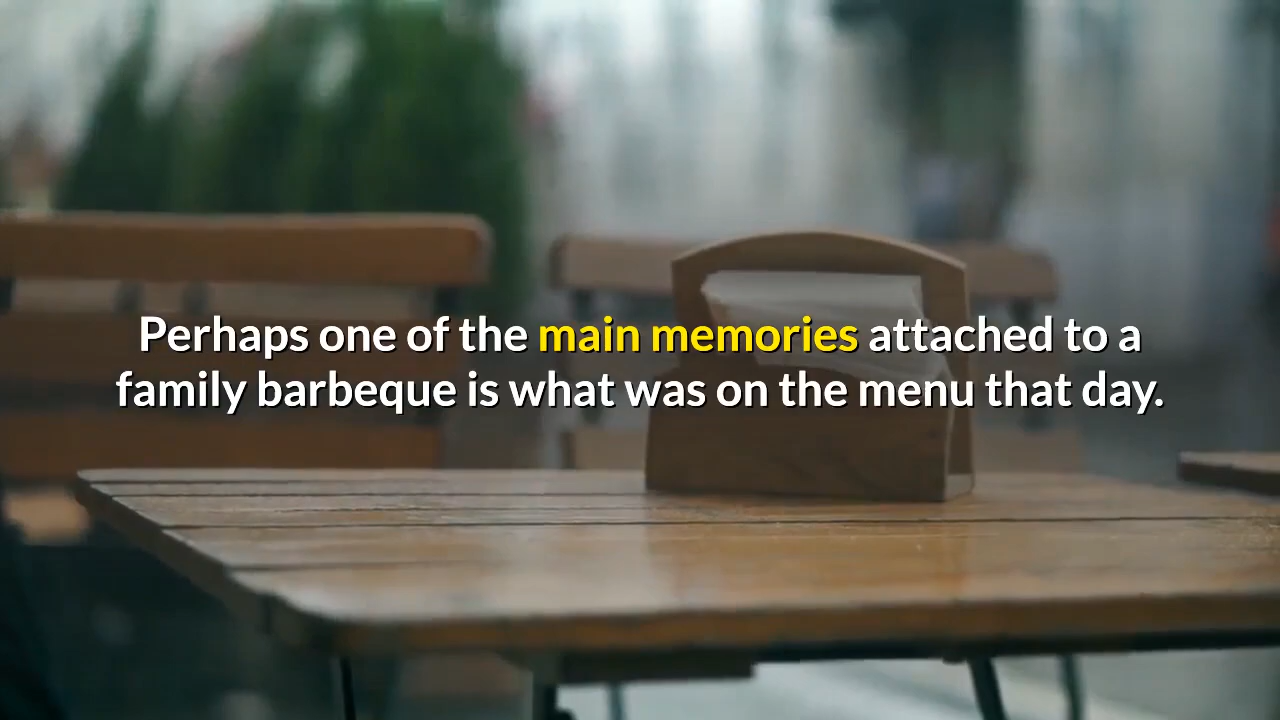 Perhaps one of the main memories attached to a
family barbeque is what was on the menu that day.